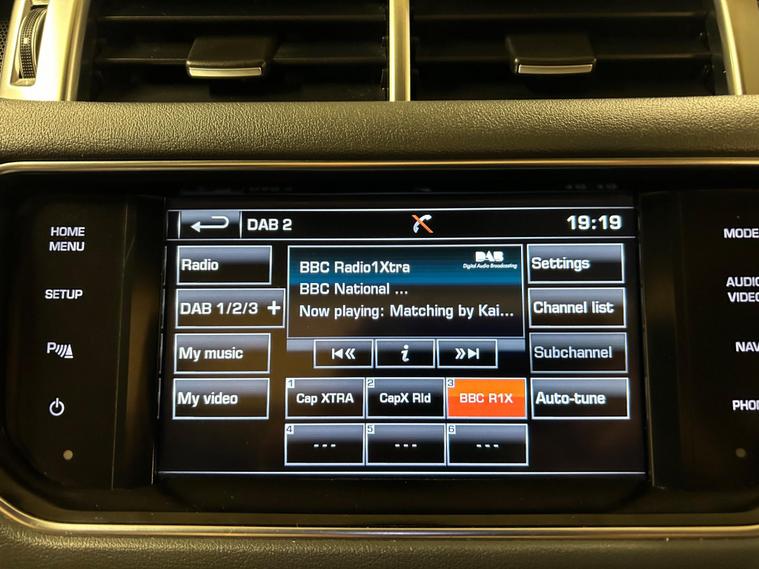 HOME
MENU
SETUP
P
DAB 2
19:19
Radio
DAB 1/2/3 +
My music
My video
BBC Radio1Xtra
DAB
Digital Audio Broadcasting
BBC National ...
Now playing: Matching by Kai...
i
1 Cap XTRA
2 CapX Rld
3 BBC R1X
4 ---
5 ---
6 ---
Settings
Channel list
Subchannel
Auto-tune
MODE
AUDIO
VIDEO
NAV
PHO